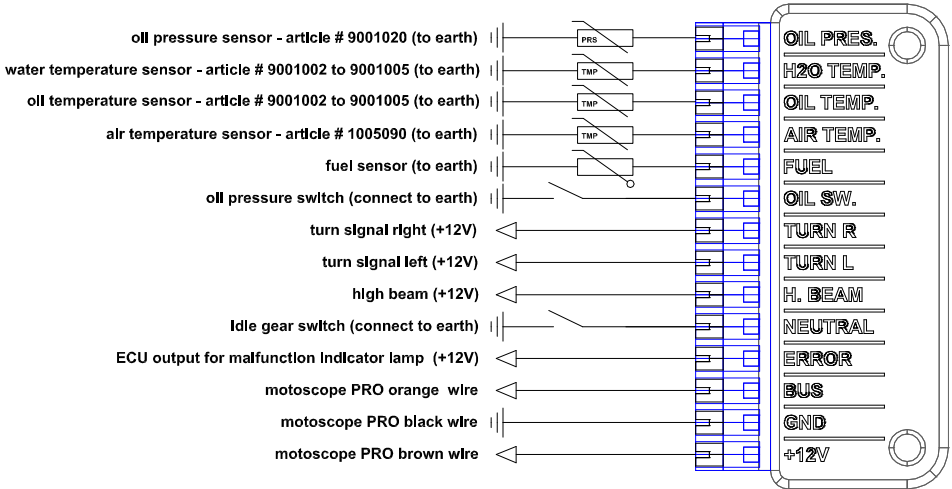 oil pressure sensor - article # 9001020 (to earth) PRS OIL PRES.
water temperature sensor - article # 9001002 to 9001005 (to earth) TMP H2O TEMP.
oil temperature sensor - article # 9001002 to 9001005 (to earth) TMP OIL TEMP.
air temperature sensor - article # 1005090 (to earth) TMP AIR TEMP.
fuel sensor (to earth) FUEL
oil pressure switch (connect to earth) OIL SW.
turn signal right (+12V) TURN R
turn signal left (+12V) TURN L
high beam (+12V) H. BEAM
Idle gear switch (connect to earth) NEUTRAL
ECU output for malfunction Indicator lamp (+12V) ERROR
motoscope PRO orange wire BUS
motoscope PRO black wire GND
motoscope PRO brown wire +12V